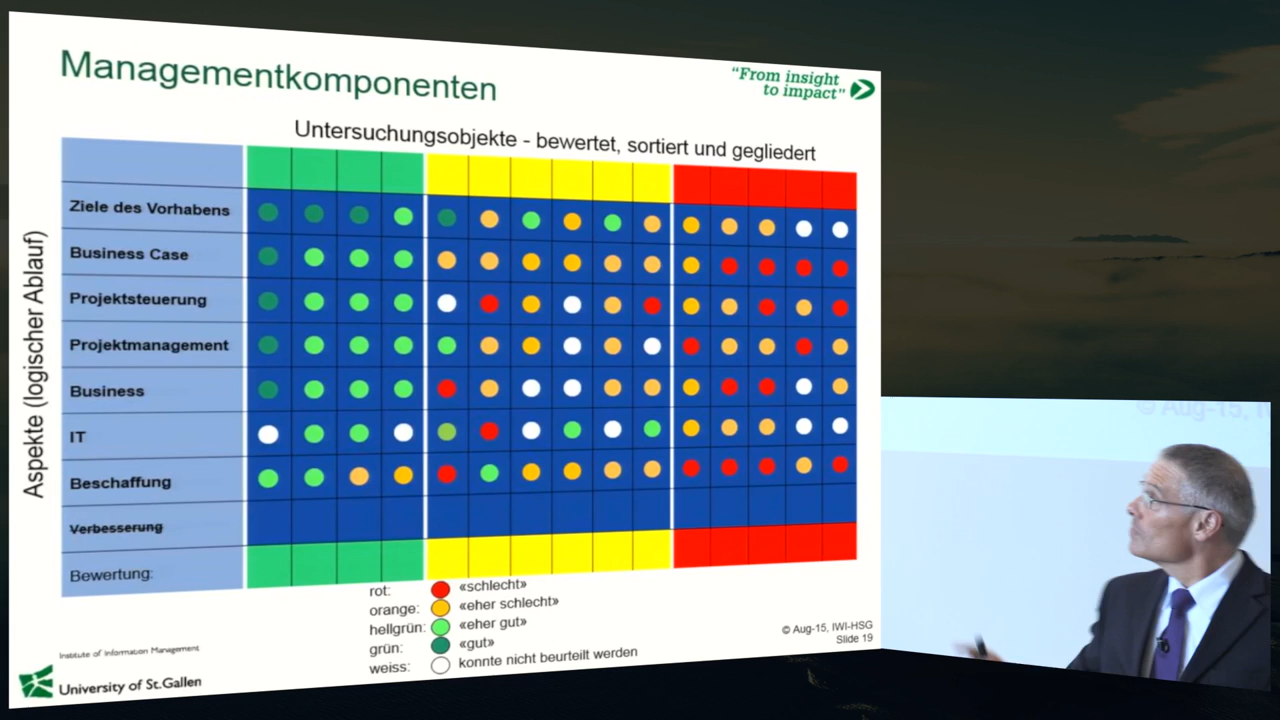 Managementkomponenten
“From insight
to impact”
Untersuchungsobjekte - bewertet, sortiert und gegliedert
Aspekte (logischer Ablauf)
Ziele des Vorhabens
Business Case
Projektsteuerung
Projektmanagement
Business
IT
Beschaffung
Verbesserung
Bewertung:
rot: «schlecht»
orange: «eher schlecht»
hellgrün: «eher gut»
grün: «gut»
weiss: konnte nicht beurteilt werden
© Aug-15, IWI-HSG
Slide 19
Institute of Information Management
University of St.Gallen
© Aug-15, I